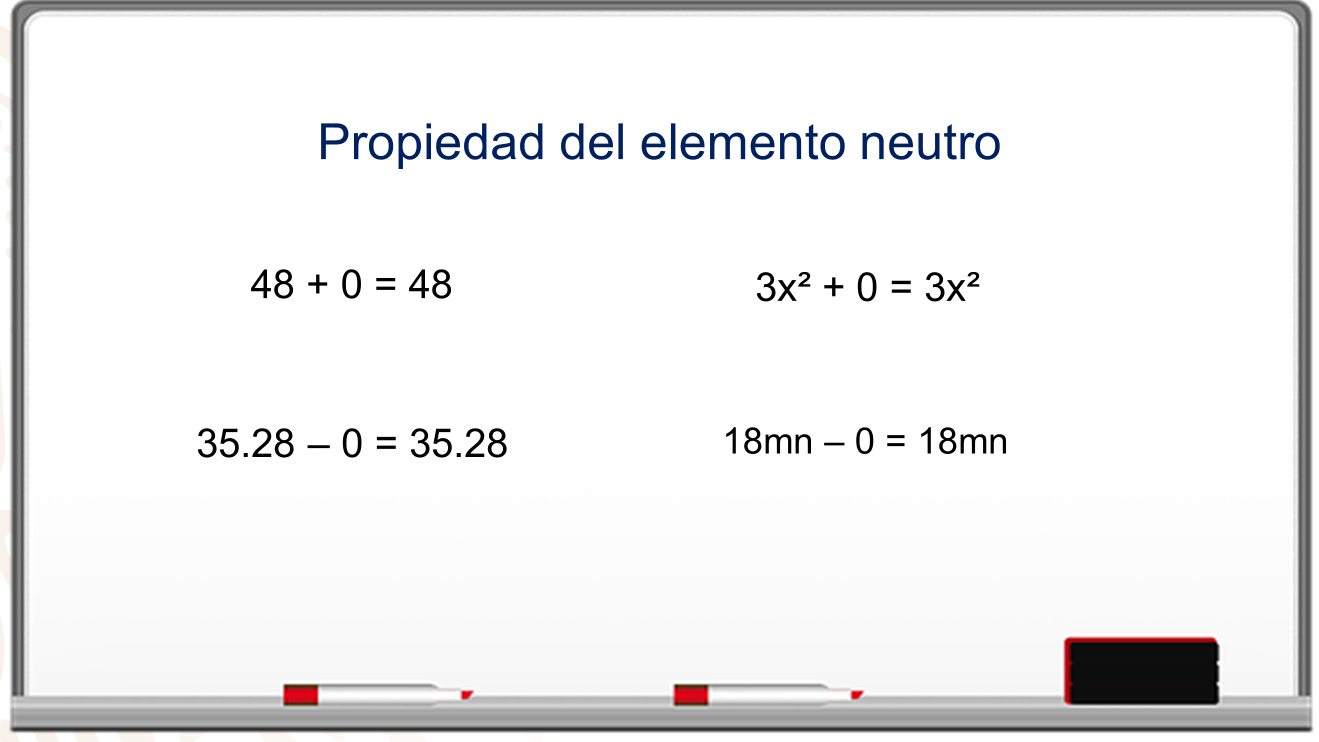 Propiedad del elemento neutro
48 + 0 = 48
3x² + 0 = 3x²
35.28 – 0 = 35.28
18mn – 0 = 18mn